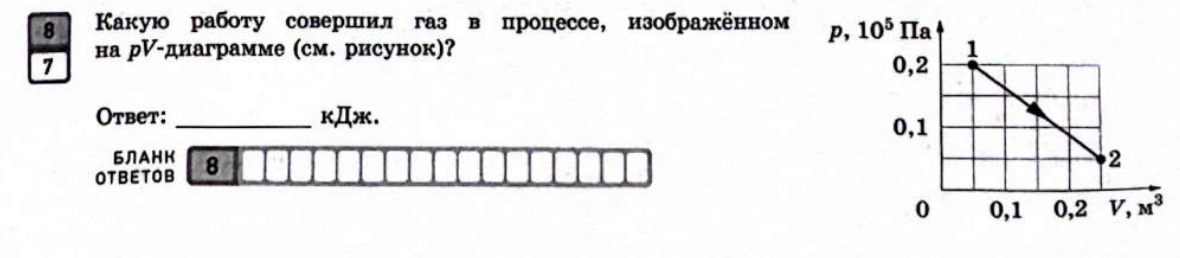 8
7
Какую работу совершил газ в процессе, изображённом
на pV-диаграмме (см. рисунок)?
Ответ: ____________ кДж.
БЛАНК
ОТВЕТОВ
8
p, 10⁵ Па
1
0,2
0,1
2
0
0,1
0,2
V, м³